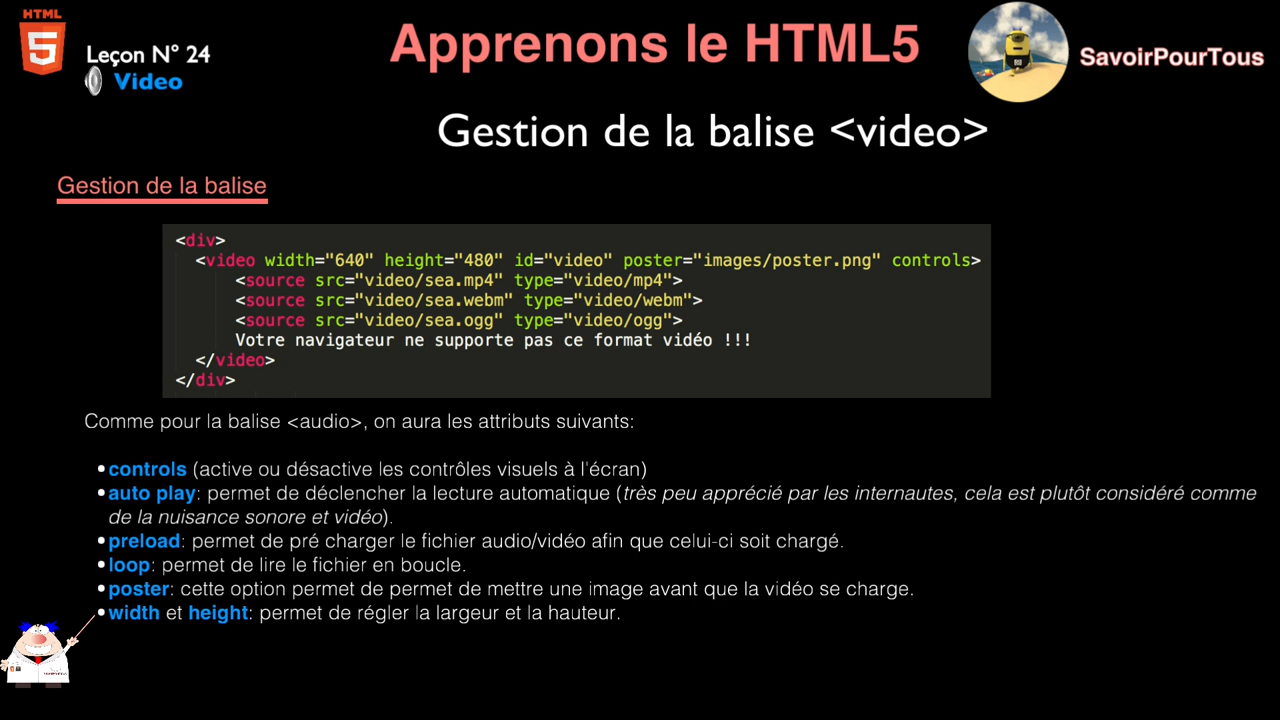 HTML
5
Leçon N° 24
Video
Apprenons le HTML5
SavoirPourTous
Gestion de la balise <video>
Gestion de la balise
<div>
<video width="640" height="480" id="video" poster="images/poster.png" controls>
<source src="video/sea.mp4" type="video/mp4">
<source src="video/sea.webm" type="video/webm">
<source src="video/sea.ogg" type="video/ogg">
Votre navigateur ne supporte pas ce format vidéo !!!
</video>
</div>
Comme pour la balise <audio>, on aura les attributs suivants:
•controls (active ou désactive les contrôles visuels à l'écran)
•auto play: permet de déclencher la lecture automatique (très peu apprécié par les internautes, cela est plutôt considéré comme
de la nuisance sonore et vidéo).
•preload: permet de pré charger le fichier audio/vidéo afin que celui-ci soit chargé.
•loop: permet de lire le fichier en boucle.
•poster: cette option permet de permet de mettre une image avant que la vidéo se charge.
•width et height: permet de régler la largeur et la hauteur.